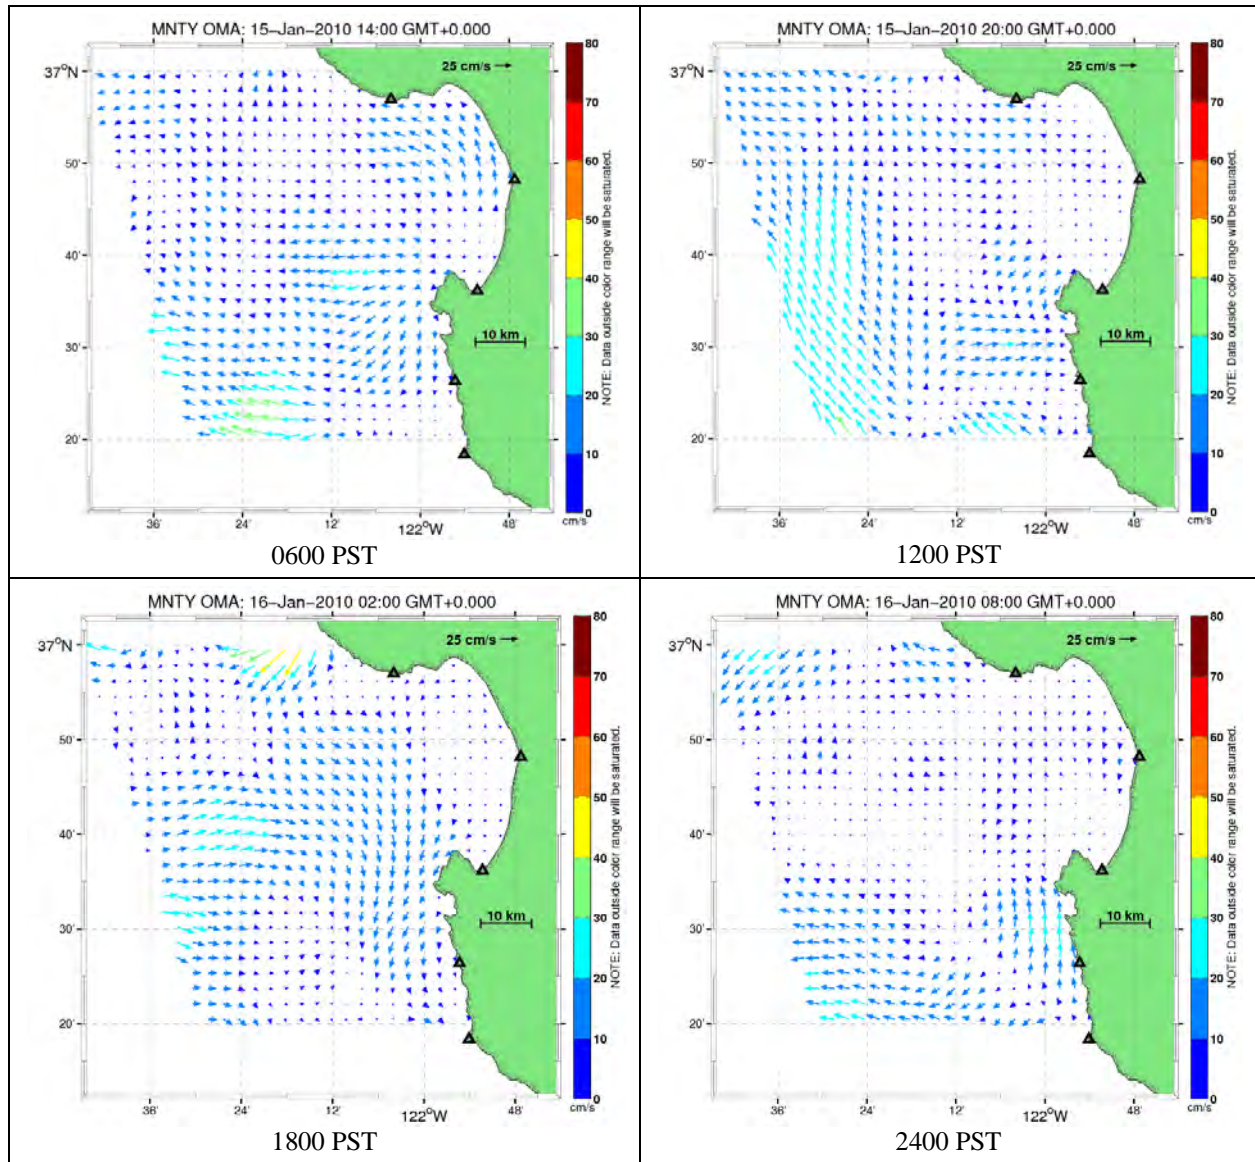 MNTY OMA: 15-Jan-2010 14:00 GMT+0.000
37°N
50'
40'
30'
20'
36'
24'
12'
122°W
48'
25 cm/s
10 km
80
70
60
50
40
30
20
10
0
cm/s
NOTE: Data outside color range will be saturated.
0600 PST
MNTY OMA: 15-Jan-2010 20:00 GMT+0.000
37°N
50'
40'
30'
20'
36'
24'
12'
122°W
48'
25 cm/s
10 km
80
70
60
50
40
30
20
10
0
cm/s
NOTE: Data outside color range will be saturated.
1200 PST
MNTY OMA: 16-Jan-2010 02:00 GMT+0.000
37°N
50'
40'
30'
20'
36'
24'
12'
122°W
48'
25 cm/s
10 km
80
70
60
50
40
30
20
10
0
cm/s
NOTE: Data outside color range will be saturated.
1800 PST
MNTY OMA: 16-Jan-2010 08:00 GMT+0.000
37°N
50'
40'
30'
20'
36'
24'
12'
122°W
48'
25 cm/s
10 km
80
70
60
50
40
30
20
10
0
cm/s
NOTE: Data outside color range will be saturated.
2400 PST